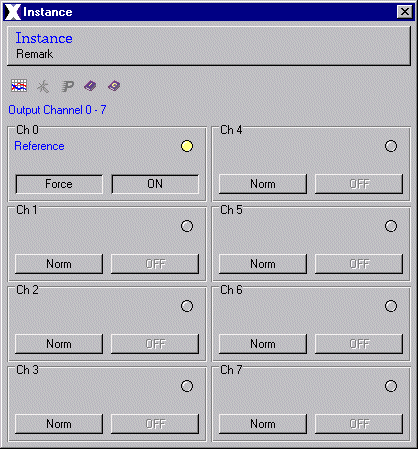 Instance
Instance
Remark
Output Channel 0 - 7
Ch 0
Reference
Force ON
Ch 4
Norm OFF
Ch 1
Norm OFF
Ch 5
Norm OFF
Ch 2
Norm OFF
Ch 6
Norm OFF
Ch 3
Norm OFF
Ch 7
Norm OFF